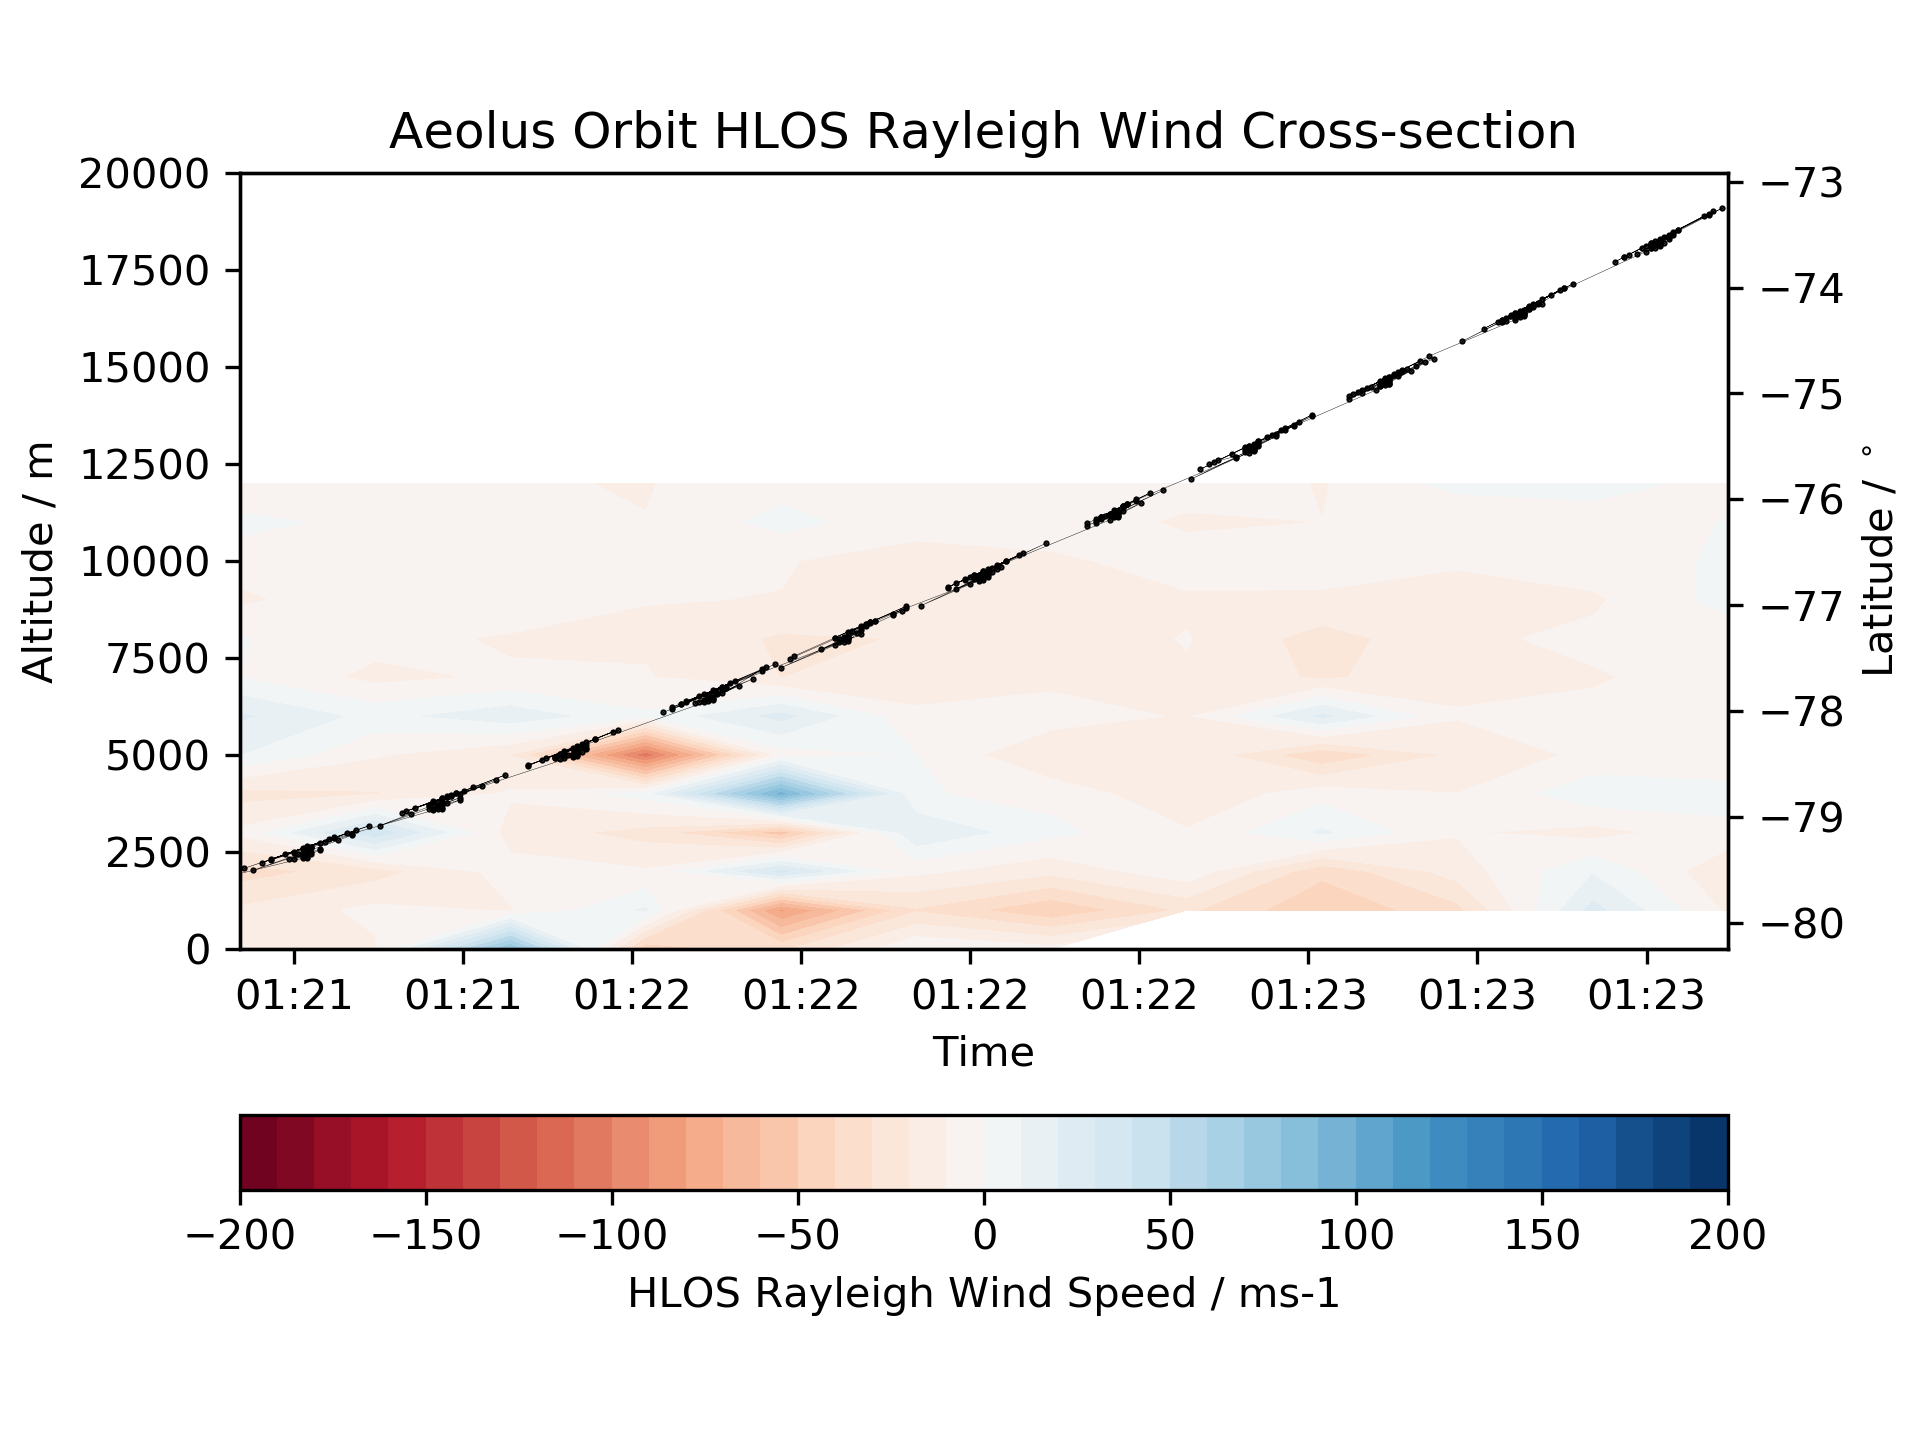 Aeolus Orbit HLOS Rayleigh Wind Cross-section
20000
17500
15000
12500
10000
7500
5000
2500
0
Altitude / m
−73
−74
−75
−76
−77
−78
−79
−80
Latitude / °
01:21 01:21 01:22 01:22 01:22 01:22 01:23 01:23 01:23
Time
−200 −150 −100 −50 0 50 100 150 200
HLOS Rayleigh Wind Speed / ms-1